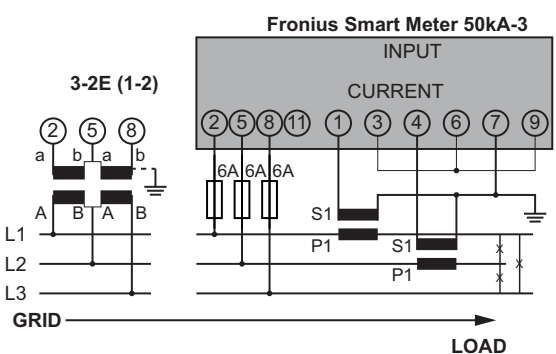 Fronius Smart Meter 50kA-3
INPUT
CURRENT
3-2E (1-2)
2 5 8
2 5 8 11 1 3 4 6 7 9
a b a b
6A 6A 6A
A B A B
S1
L1
P1
S1
L2
P1
L3
GRID
LOAD